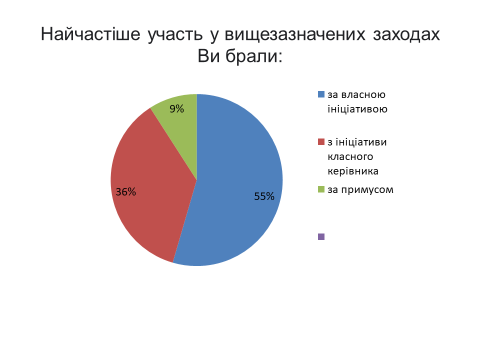 Найчастіше участь у вищезазначених заходах
Ви брали:
9%
36%
55%
за власною
ініціативою
з ініціативи
класного
керівника
за примусом